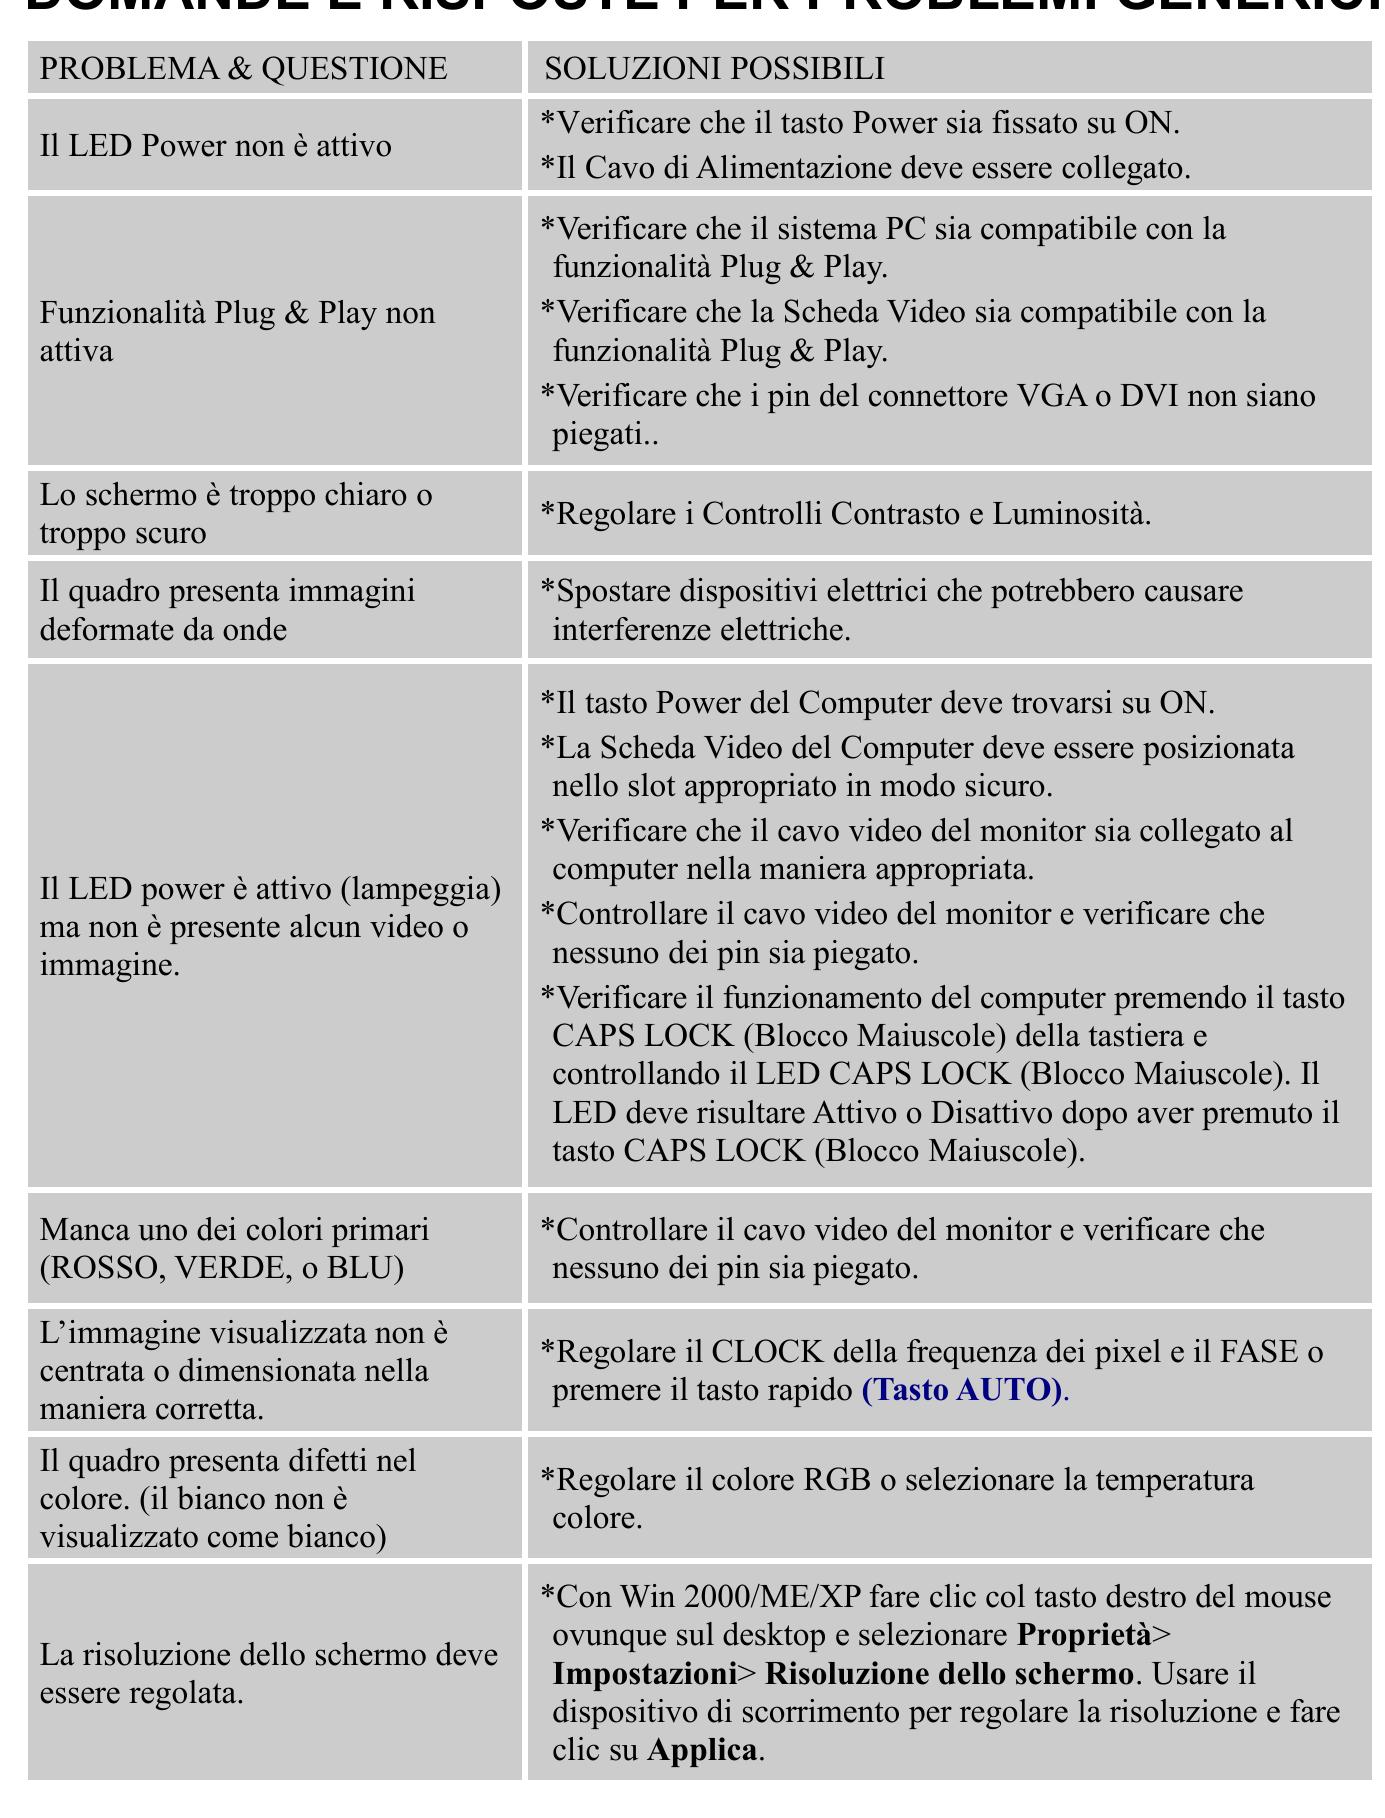 DOMANDE E RISPOSTE PER PROBLEMI GENERICI
PROBLEMA & QUESTIONE
SOLUZIONI POSSIBILI
Il LED Power non è attivo
*Verificare che il tasto Power sia fissato su ON.
*Il Cavo di Alimentazione deve essere collegato.
Funzionalità Plug & Play non
attiva
*Verificare che il sistema PC sia compatibile con la
funzionalità Plug & Play.
*Verificare che la Scheda Video sia compatibile con la
funzionalità Plug & Play.
*Verificare che i pin del connettore VGA o DVI non siano
piegati..
Lo schermo è troppo chiaro o
troppo scuro
*Regolare i Controlli Contrasto e Luminosità.
Il quadro presenta immagini
deformate da onde
*Spostare dispositivi elettrici che potrebbero causare
interferenze elettriche.
Il LED power è attivo (lampeggia)
ma non è presente alcun video o
immagine.
*Il tasto Power del Computer deve trovarsi su ON.
*La Scheda Video del Computer deve essere posizionata
nello slot appropriato in modo sicuro.
*Verificare che il cavo video del monitor sia collegato al
computer nella maniera appropriata.
*Controllare il cavo video del monitor e verificare che
nessuno dei pin sia piegato.
*Verificare il funzionamento del computer premendo il tasto
CAPS LOCK (Blocco Maiuscole) della tastiera e
controllando il LED CAPS LOCK (Blocco Maiuscole). Il
LED deve risultare Attivo o Disattivo dopo aver premuto il
tasto CAPS LOCK (Blocco Maiuscole).
Manca uno dei colori primari
(ROSSO, VERDE, o BLU)
*Controllare il cavo video del monitor e verificare che
nessuno dei pin sia piegato.
L’immagine visualizzata non è
centrata o dimensionata nella
maniera corretta.
*Regolare il CLOCK della frequenza dei pixel e il FASE o
premere il tasto rapido (Tasto AUTO).
Il quadro presenta difetti nel
colore. (il bianco non è
visualizzato come bianco)
*Regolare il colore RGB o selezionare la temperatura
colore.
La risoluzione dello schermo deve
essere regolata.
*Con Win 2000/ME/XP fare clic col tasto destro del mouse
ovunque sul desktop e selezionare Proprietà>
Impostazioni> Risoluzione dello schermo. Usare il
dispositivo di scorrimento per regolare la risoluzione e fare
clic su Applica.